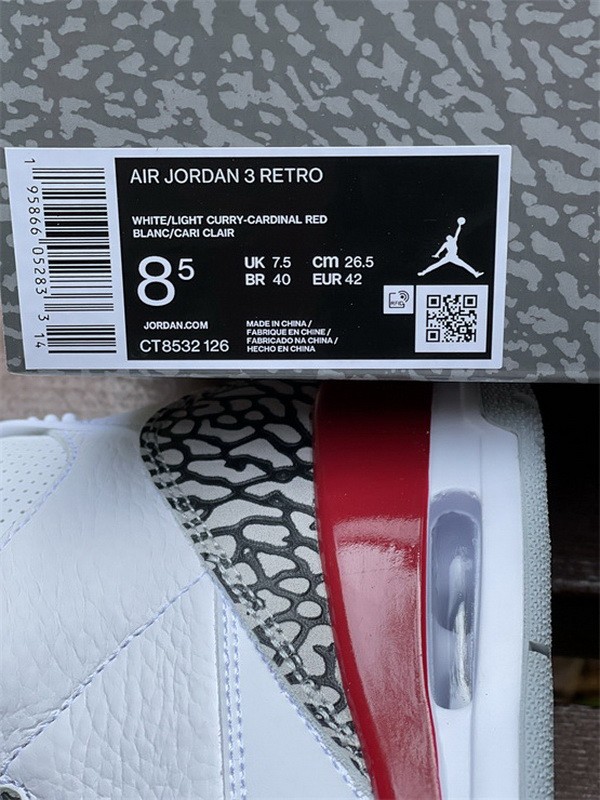 AIR JORDAN 3 RETRO
WHITE/LIGHT CURRY-CARDINAL RED
BLANC/CARI CLAIR
8⁵
UK 7.5 cm 26.5
BR 40 EUR 42
RFID
JORDAN.COM
CT8532 126
MADE IN CHINA /
FABRIQUE EN CHINE /
FABRICADO NA CHINA /
HECHO EN CHINA
1 95866 05283 3 14